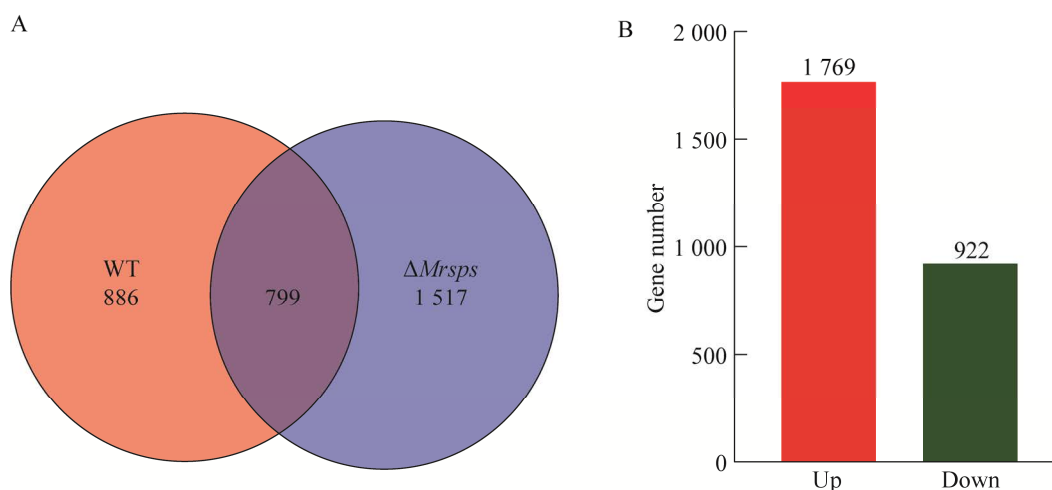 A
WT
886
799
ΔMrsps
1 517
B
Gene number
2 000
1 500
1 000
500
0
1 769
922
Up
Down